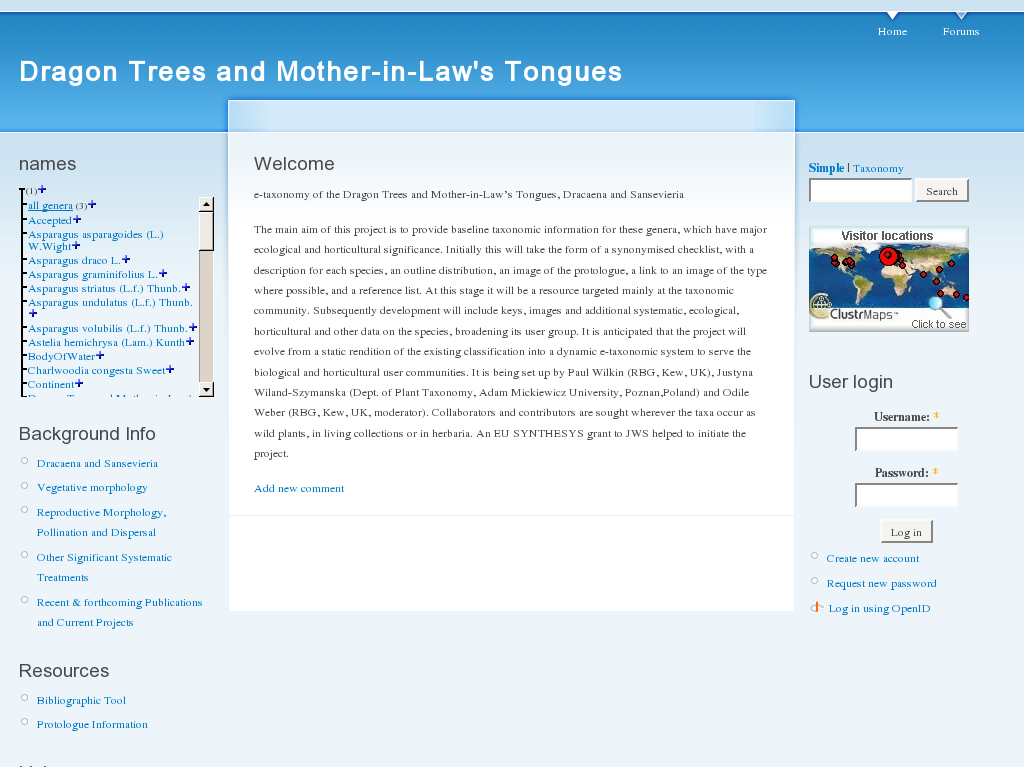 Home
Forums
Dragon Trees and Mother-in-Law's Tongues
names
(1)
all genera (3)
Accepted
Asparagus asparagoides (L.)
W.Wight
Asparagus draco L.
Asparagus graminifolius L.
Asparagus striatus (L.f.) Thunb.
Asparagus undulatus (L.f.) Thunb.
Asparagus volubilis (L.f.) Thunb.
Astelia hemichrysa (Lam.) Kunth
BodyOfWater
Charlwoodia congesta Sweet
Continent
Background Info
Dracaena and Sansevieria
Vegetative morphology
Reproductive Morphology,
Pollination and Dispersal
Other Significant Systematic
Treatments
Recent & forthcoming Publications
and Current Projects
Resources
Bibliographic Tool
Protologue Information
Welcome
e-taxonomy of the Dragon Trees and Mother-in-Law's Tongues, Dracaena and Sansevieria
The main aim of this project is to provide baseline taxonomic information for these genera, which have major
ecological and horticultural significance. Initially this will take the form of a synonymised checklist, with a
description for each species, an outline distribution, an image of the protologue, a link to an image of the type
where possible, and a reference list. At this stage it will be a resource targeted mainly at the taxonomic
community. Subsequently development will include keys, images and additional systematic, ecological,
horticultural and other data on the species, broadening its user group. It is anticipated that the project will
evolve from a static rendition of the existing classification into a dynamic e-taxonomic system to serve the
biological and horticultural user communities. It is being set up by Paul Wilkin (RBG, Kew, UK), Justyna
Wiland-Szymanska (Dept. of Plant Taxonomy, Adam Mickiewicz University, Poznan,Poland) and Odile
Weber (RBG, Kew, UK, moderator). Collaborators and contributors are sought wherever the taxa occur as
wild plants, in living collections or in herbaria. An EU SYNTHESYS grant to JWS helped to initiate the
project.
Add new comment
Simple | Taxonomy
Search
Visitor locations
ClustrMaps™
Click to see
User login
Username: *
Password: *
Log in
Create new account
Request new password
Log in using OpenID